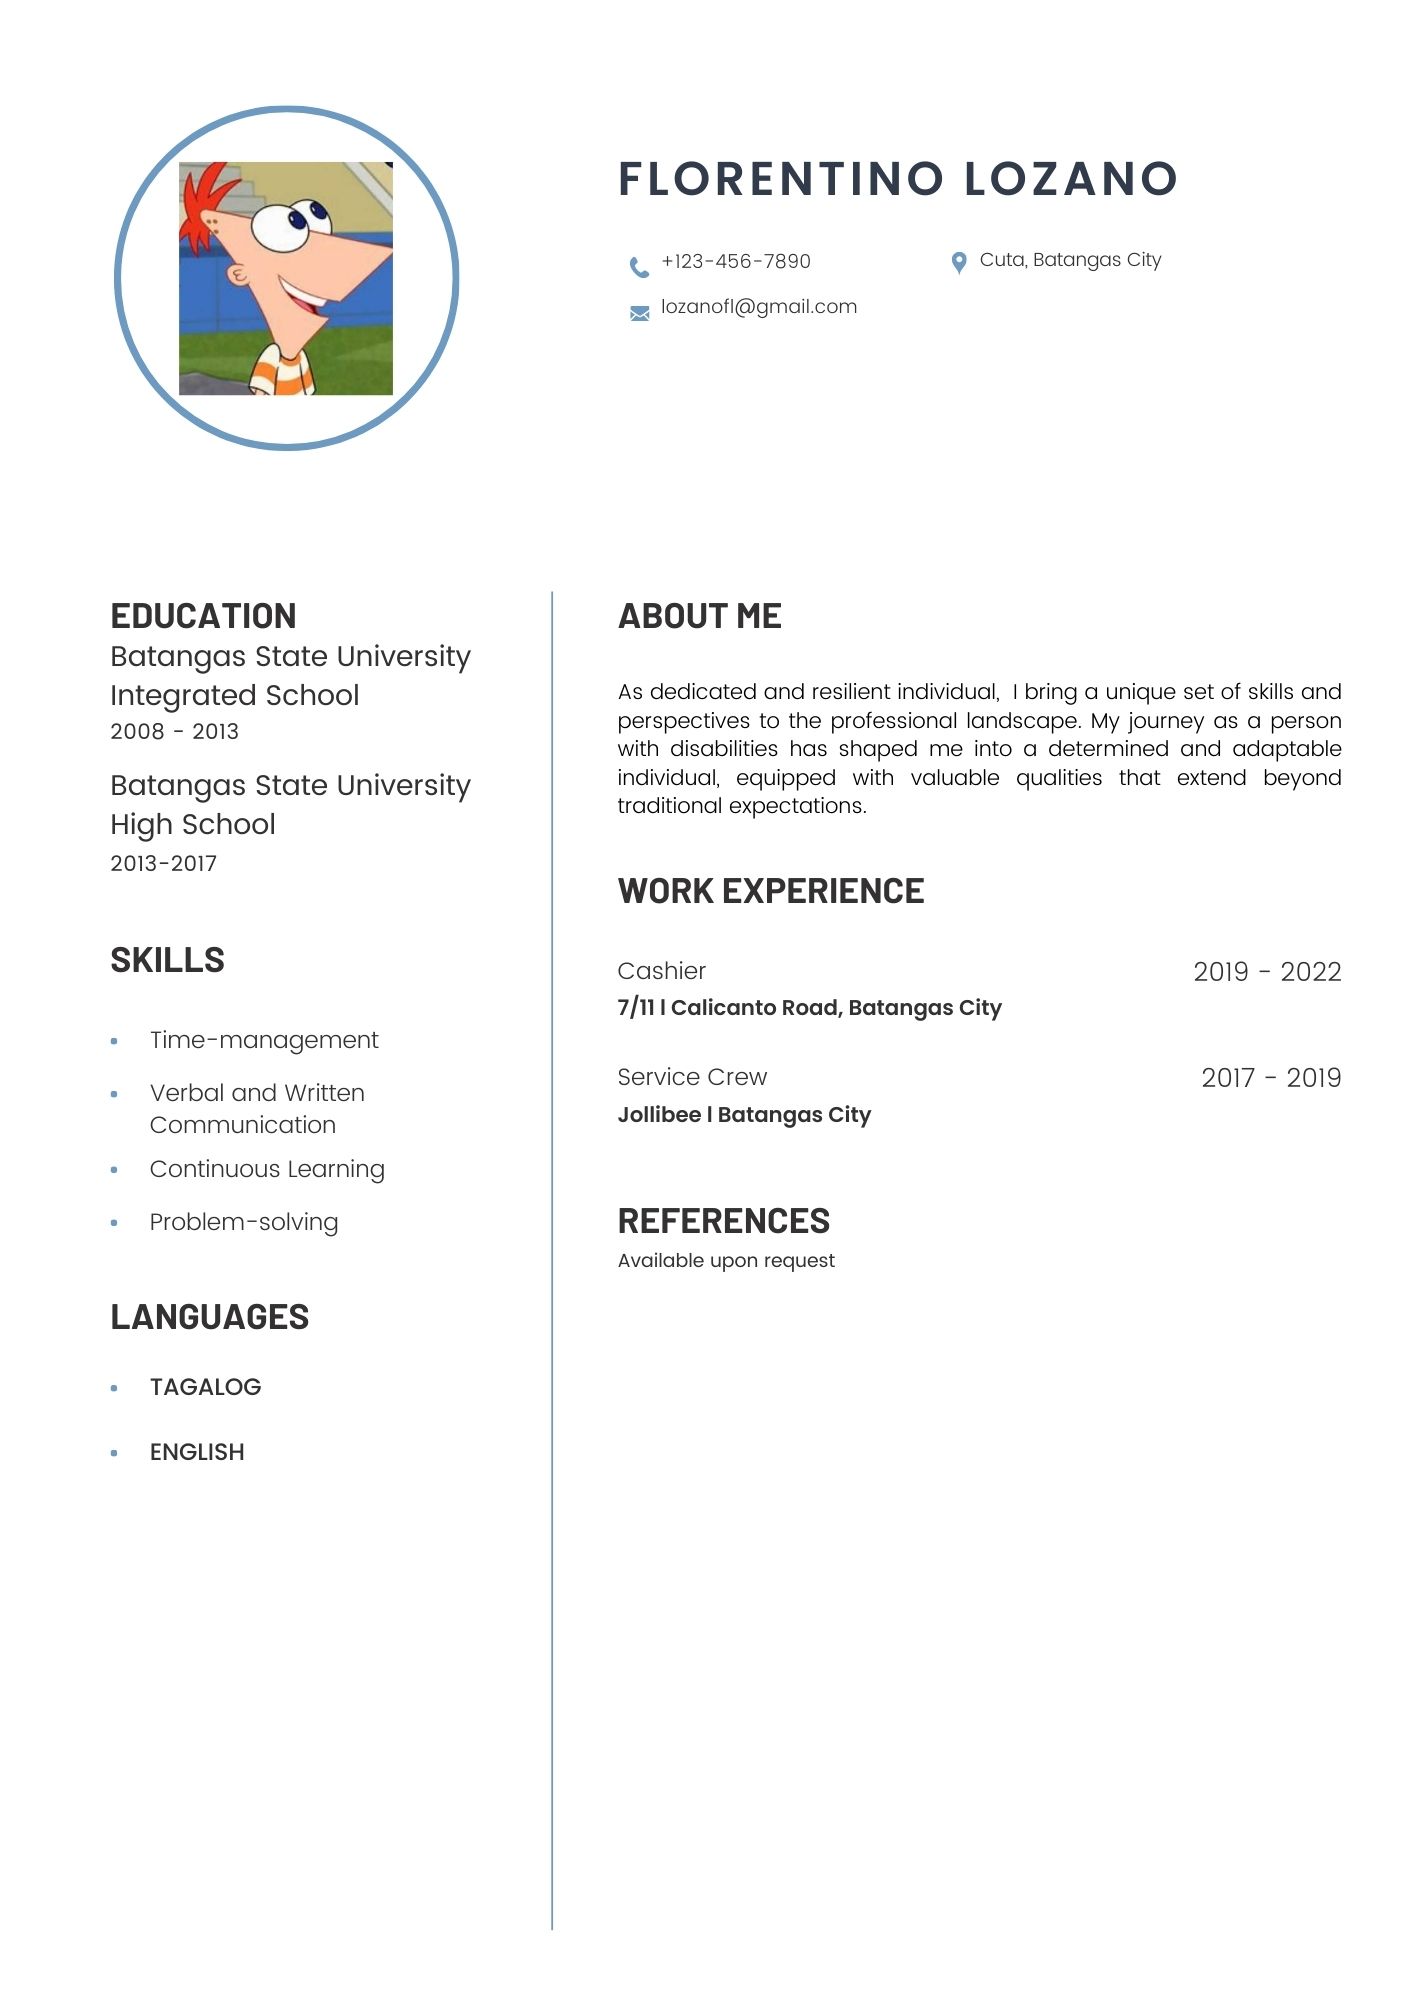 FLORENTINO LOZANO
+123-456-7890
Cuta, Batangas City
lozanofl@gmail.com
EDUCATION
Batangas State University
Integrated School
2008 - 2013
Batangas State University
High School
2013-2017
SKILLS
Time-management
Verbal and Written
Communication
Continuous Learning
Problem-solving
LANGUAGES
TAGALOG
ENGLISH
ABOUT ME
As dedicated and resilient individual,  I bring a unique set of skills and
perspectives to the professional landscape. My journey as a person
with disabilities has shaped me into a determined and adaptable
individual, equipped with valuable qualities that extend beyond
traditional expectations.
WORK EXPERIENCE
Cashier 2019 - 2022
7/11 l Calicanto Road, Batangas City
Service Crew 2017 - 2019
Jollibee l Batangas City
REFERENCES
Available upon request